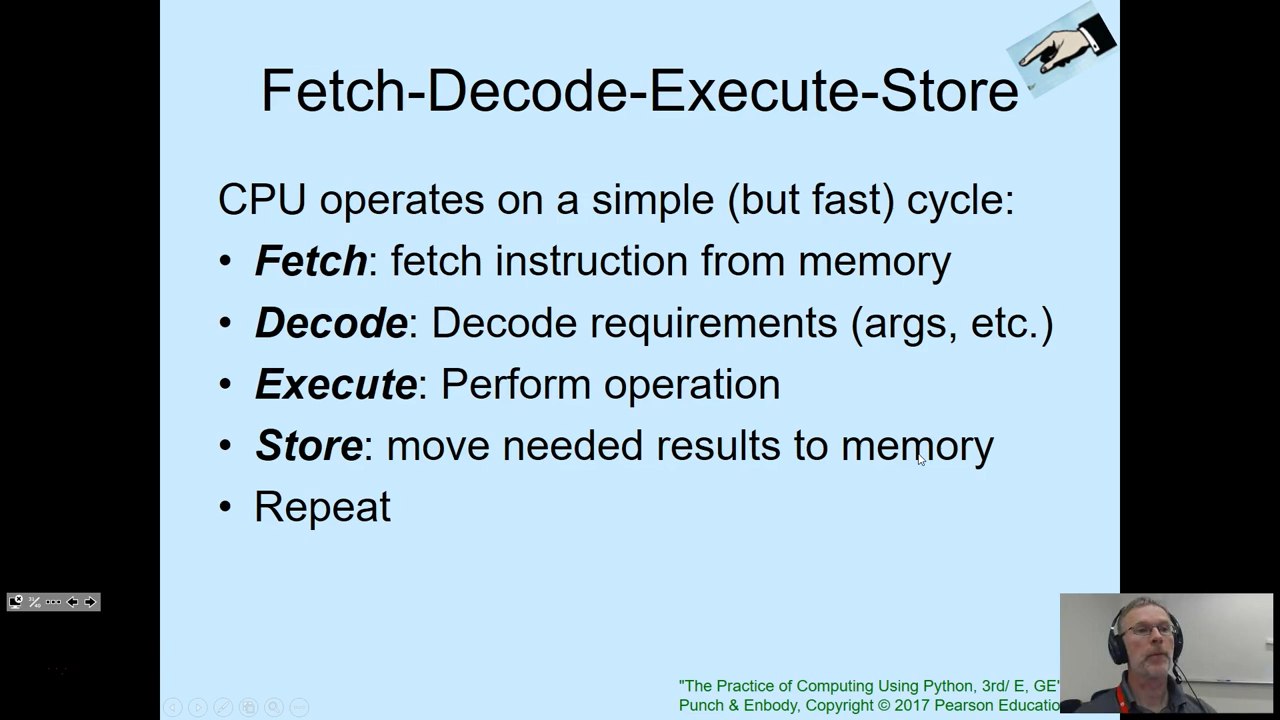 Fetch-Decode-Execute-Store
CPU operates on a simple (but fast) cycle:
• Fetch: fetch instruction from memory
• Decode: Decode requirements (args, etc.)
• Execute: Perform operation
• Store: move needed results to memory
• Repeat
"The Practice of Computing Using Python, 3rd/ E, GE"
Punch & Enbody, Copyright © 2017 Pearson Educatio